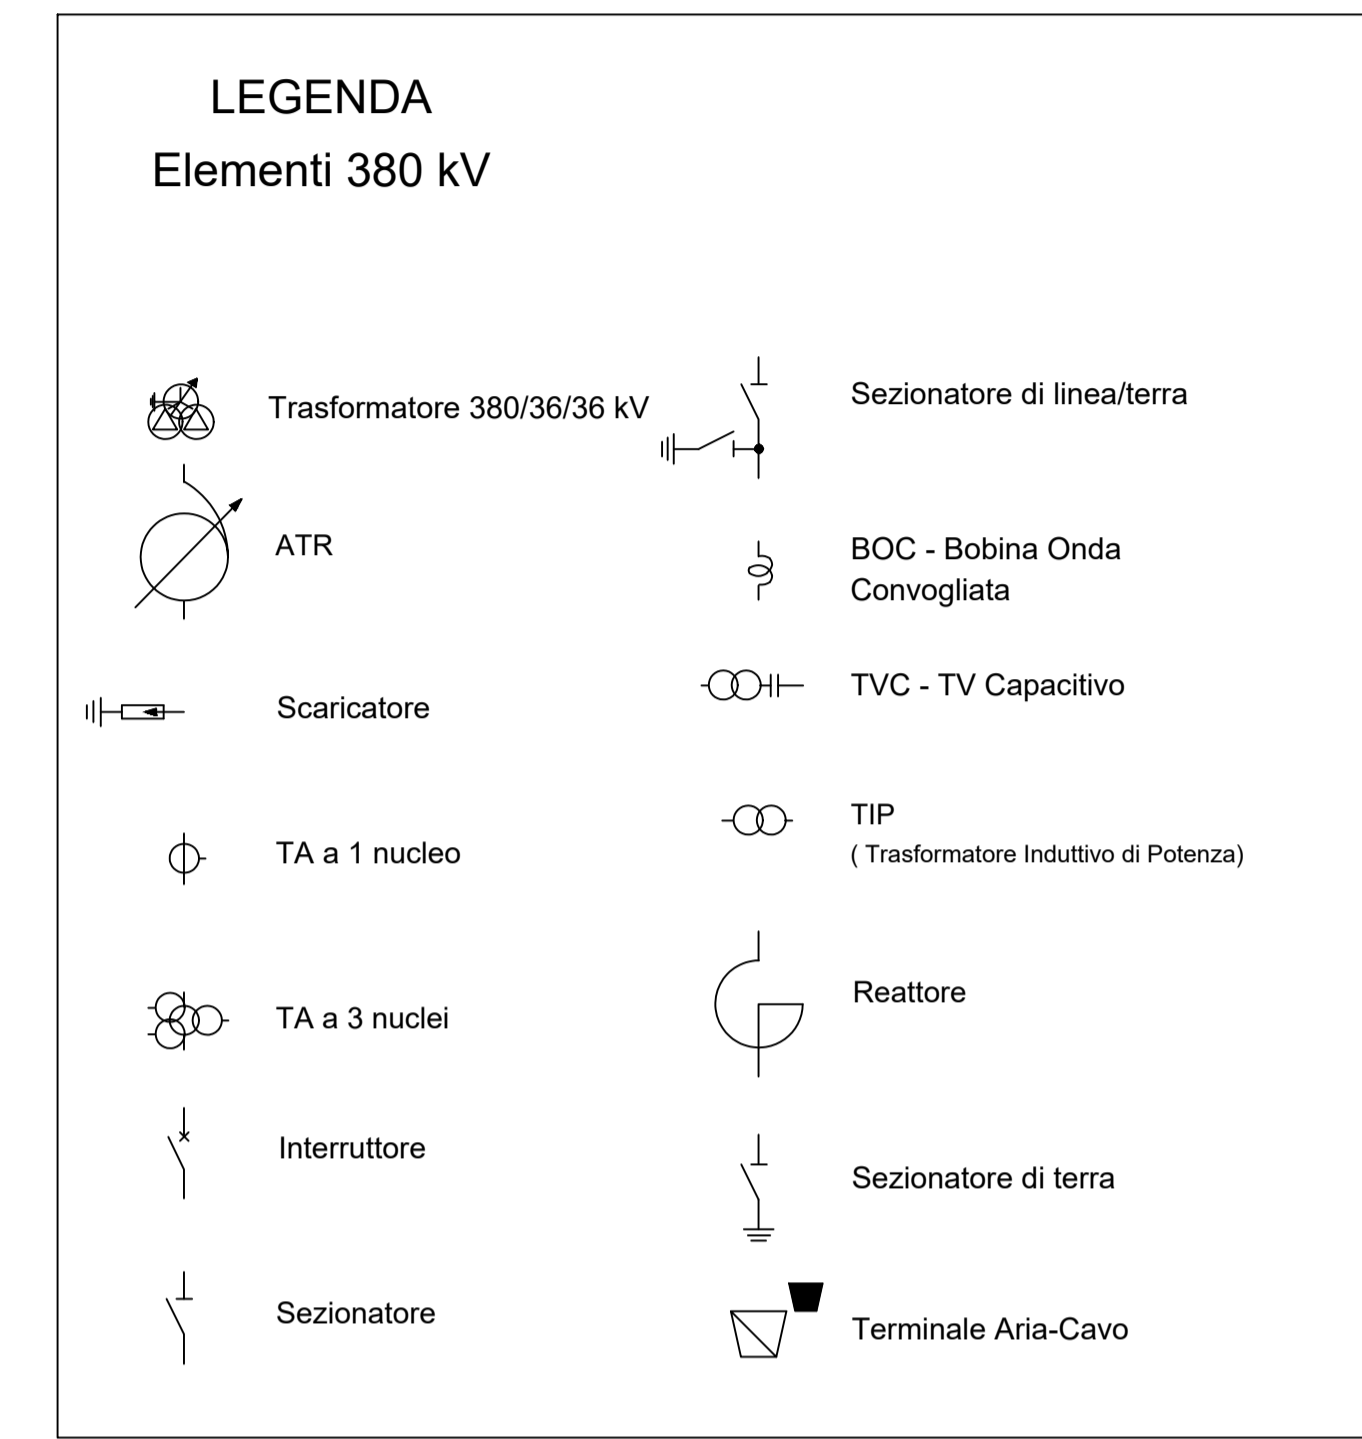 LEGENDA
Elementi 380 kV
Trasformatore 380/36/36 kV
ATR
Scaricatore
TA a 1 nucleo
TA a 3 nuclei
Interruttore
Sezionatore
Sezionatore di linea/terra
BOC - Bobina Onda
Convogliata
TVC - TV Capacitivo
TIP
( Trasformatore Induttivo di Potenza)
Reattore
Sezionatore di terra
Terminale Aria-Cavo